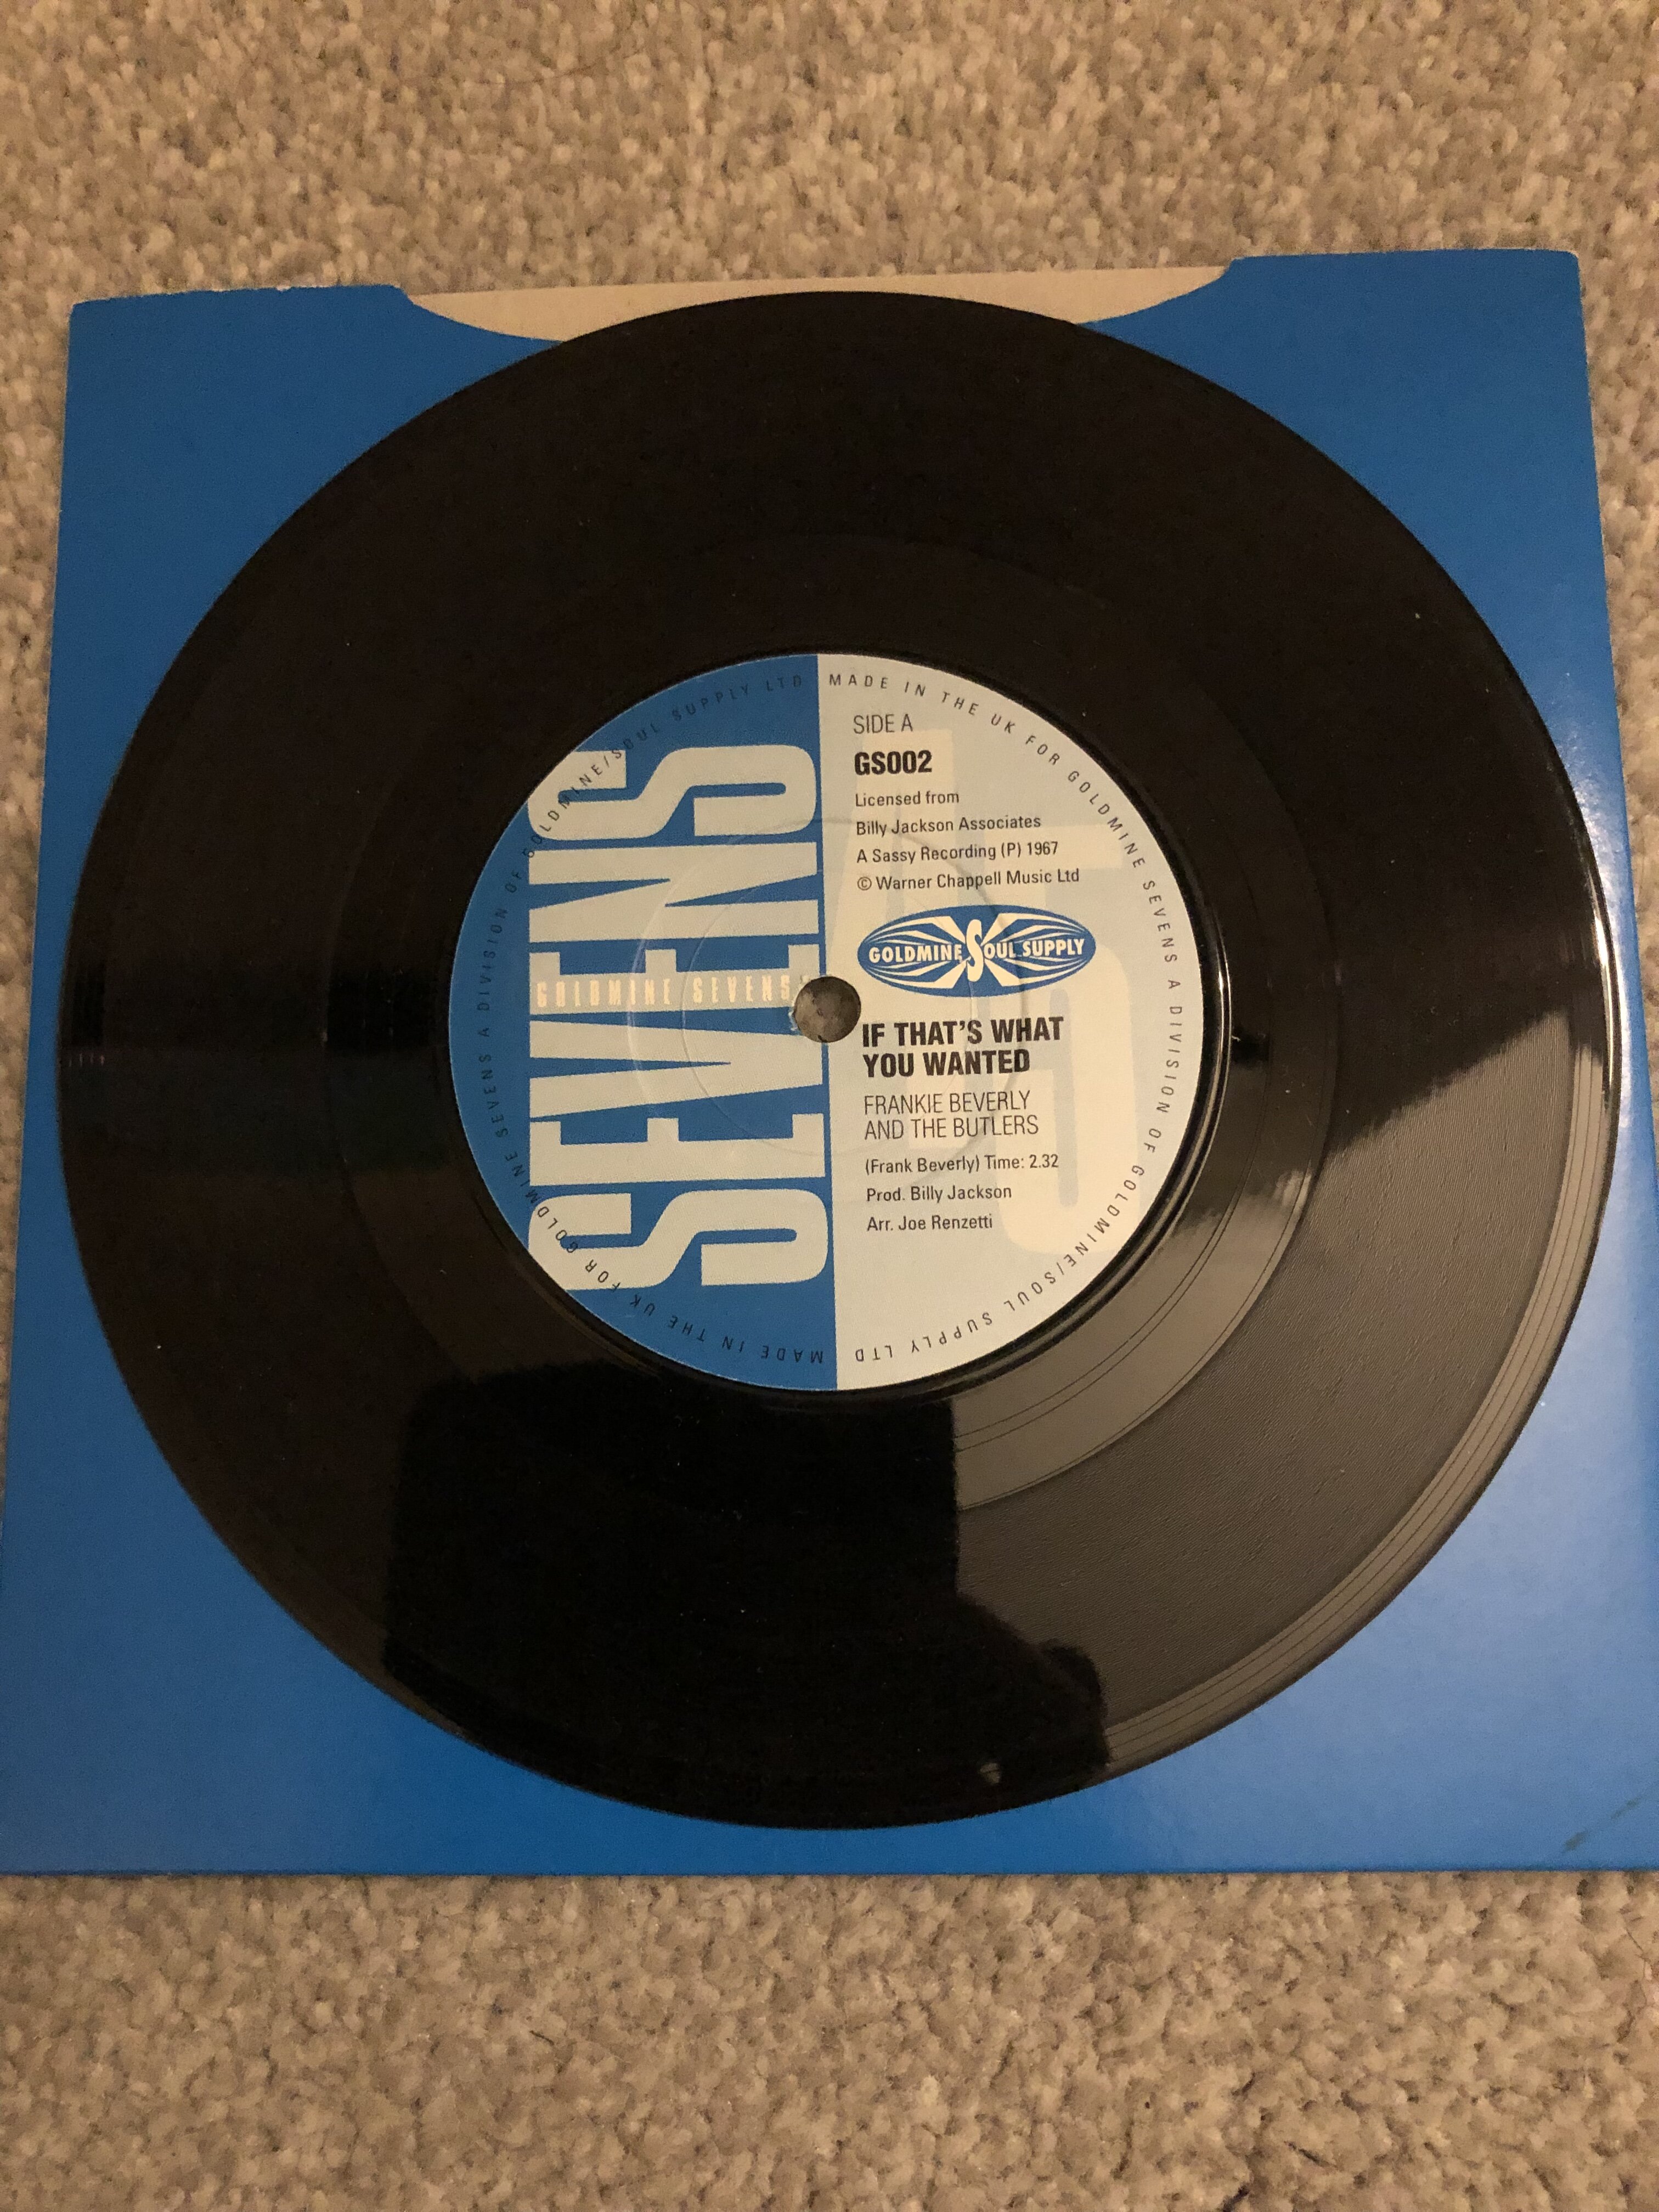 MADE IN THE UK FOR GOLDMINE SEVENS A DIVISION OF GOLDMINE/SOUL SUPPLY LTD
MADE IN THE UK FOR GOLDMINE SEVENS A DIVISION OF GOLDMINE/SOUL SUPPLY LTD
SEVENS
GOLDMINE SEVENS
SIDE A
GS002
Licensed from
Billy Jackson Associates
A Sassy Recording (P) 1967
© Warner Chappell Music Ltd
GOLDMINE SOUL SUPPLY
IF THAT'S WHAT
YOU WANTED
FRANKIE BEVERLY
AND THE BUTLERS
(Frank Beverly) Time: 2.32
Prod. Billy Jackson
Arr. Joe Renzetti